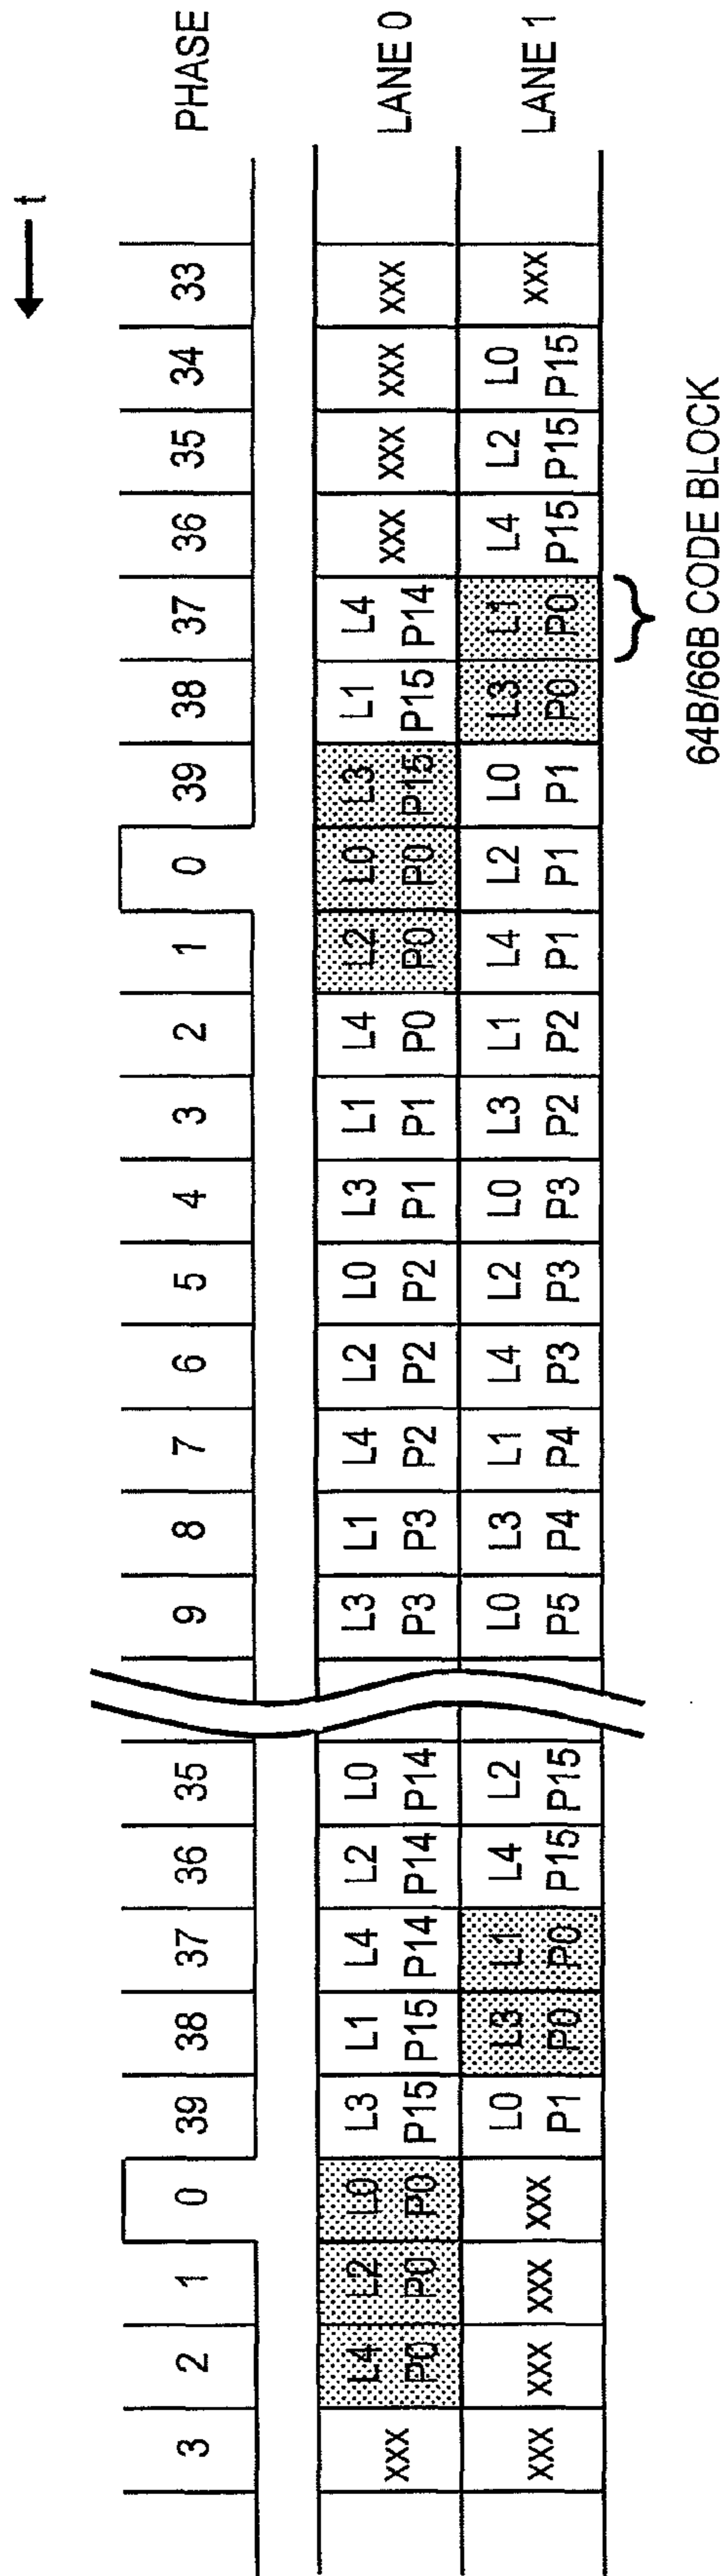 t
3 2 1 0 39 38 37 36 35 9 8 7 6 5 4 3 2 1 0 39 38 37 36 35 34 33 PHASE
xxx L4 L2 L0 L3 L1 L4 L2 L0 L3 L1 L4 L2 L0 L3 L1 L4 L2 L0 L3 L1 L4 xxx xxx xxx xxx LANE 0
P0 P0 P0 P15 P15 P14 P14 P14 P3 P3 P2 P2 P2 P1 P1 P0 P0 P0 P15 P15 P14
xxx xxx xxx xxx L0 L3 L1 L4 L2 L0 L3 L1 L4 L2 L0 L3 L1 L4 L2 L0 L3 L1 L4 L2 L0 xxx LANE 1
P1 P0 P0 P15 P15 P5 P4 P4 P3 P3 P3 P2 P2 P1 P1 P1 P0 P0 P15 P15 P15
64B/66B CODE BLOCK